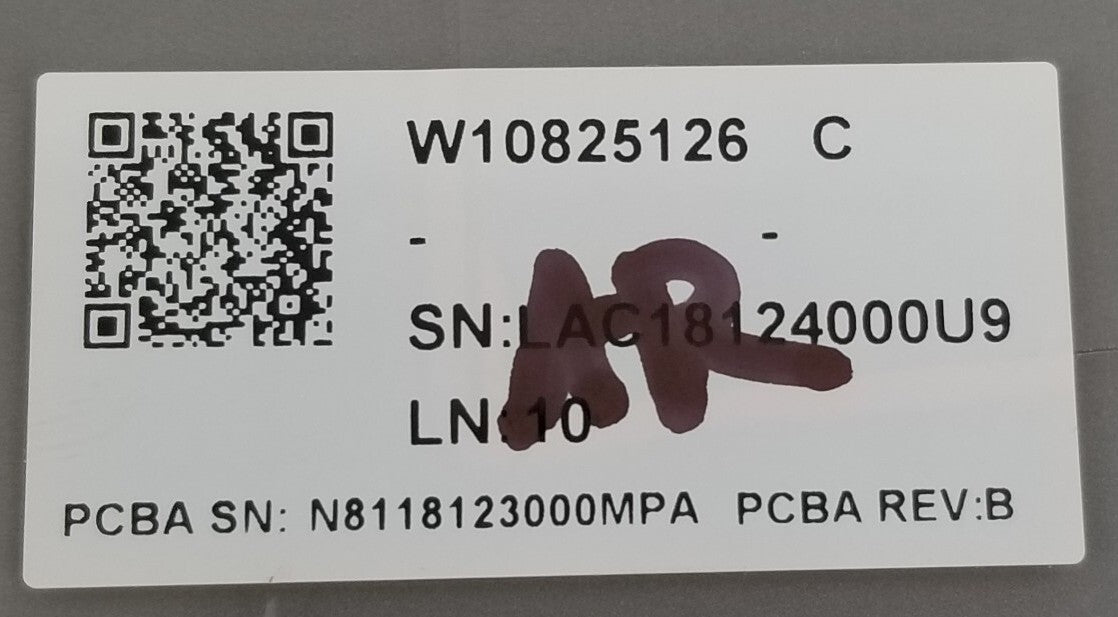 W10825126 C
- -
SN:LAC18124000U9
AR
LN:10
PCBA SN: N8118123000MPA PCBA REV:B